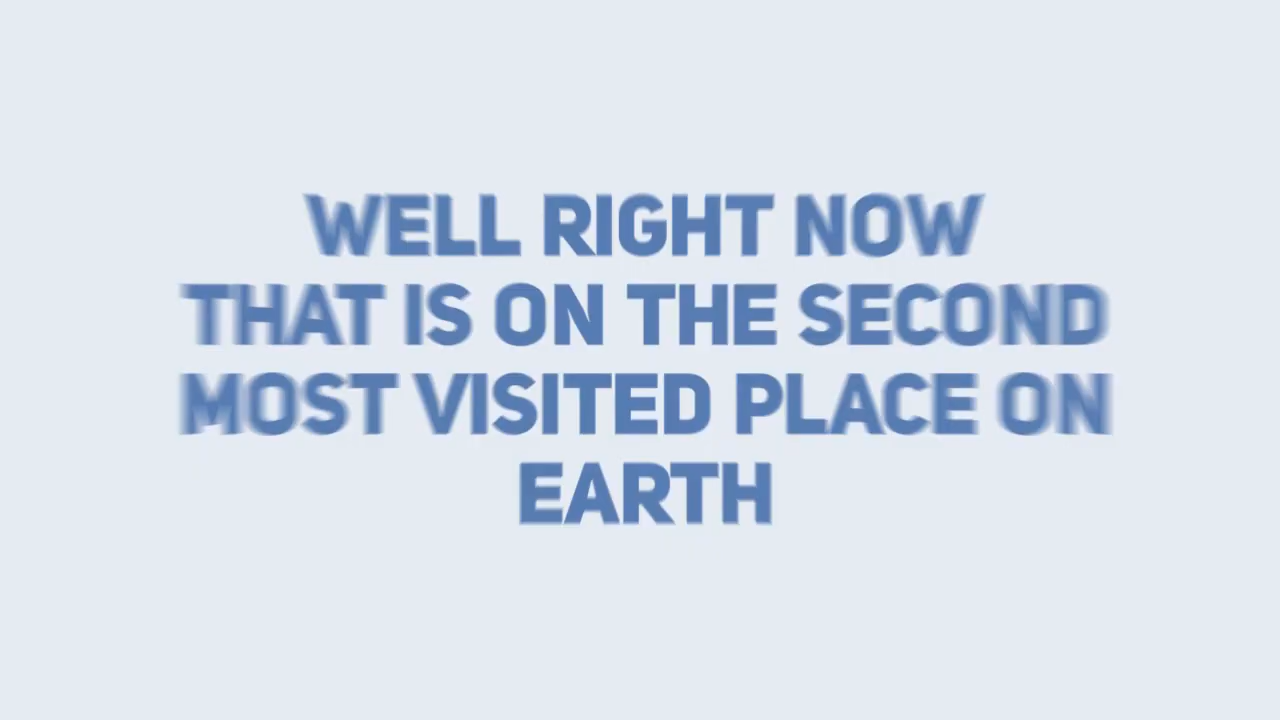 WELL RIGHT NOW
THAT IS ON THE SECOND
MOST VISITED PLACE ON
EARTH